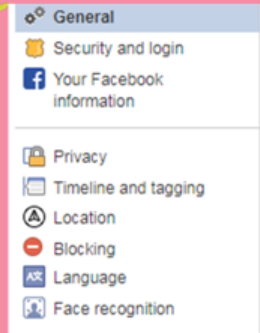 General
Security and login
Your Facebook
information
Privacy
Timeline and tagging
Location
Blocking
Language
Face recognition